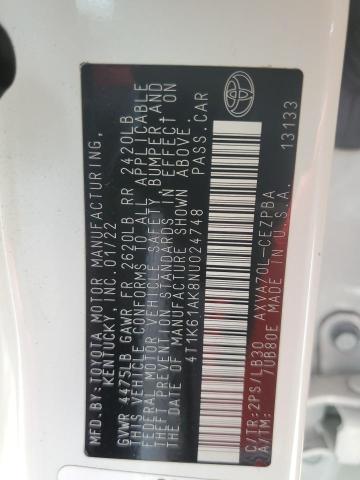 MFD.BY:TOYOTA MOTOR MANUFACTURING,
KENTUCKY, INC.01/22
GVWR 4475LB GAWR FR 2620LB RR 2420LB
THIS VEHICLE CONFORMS TO ALL APPLICABLE
FEDERAL MOTOR VEHICLE SAFETY, BUMPER, AND
THEFT PREVENTION STANDARDS IN EFFECT ON
THE DATE OF MANUFACTURE SHOWN ABOVE.
4T1K61AK8NU024748 PASS.CAR
C/TR:2PS/LB30 AXVA70L-CEZPBA
A/TM: /UB80E MADE IN U.S.A. 13133